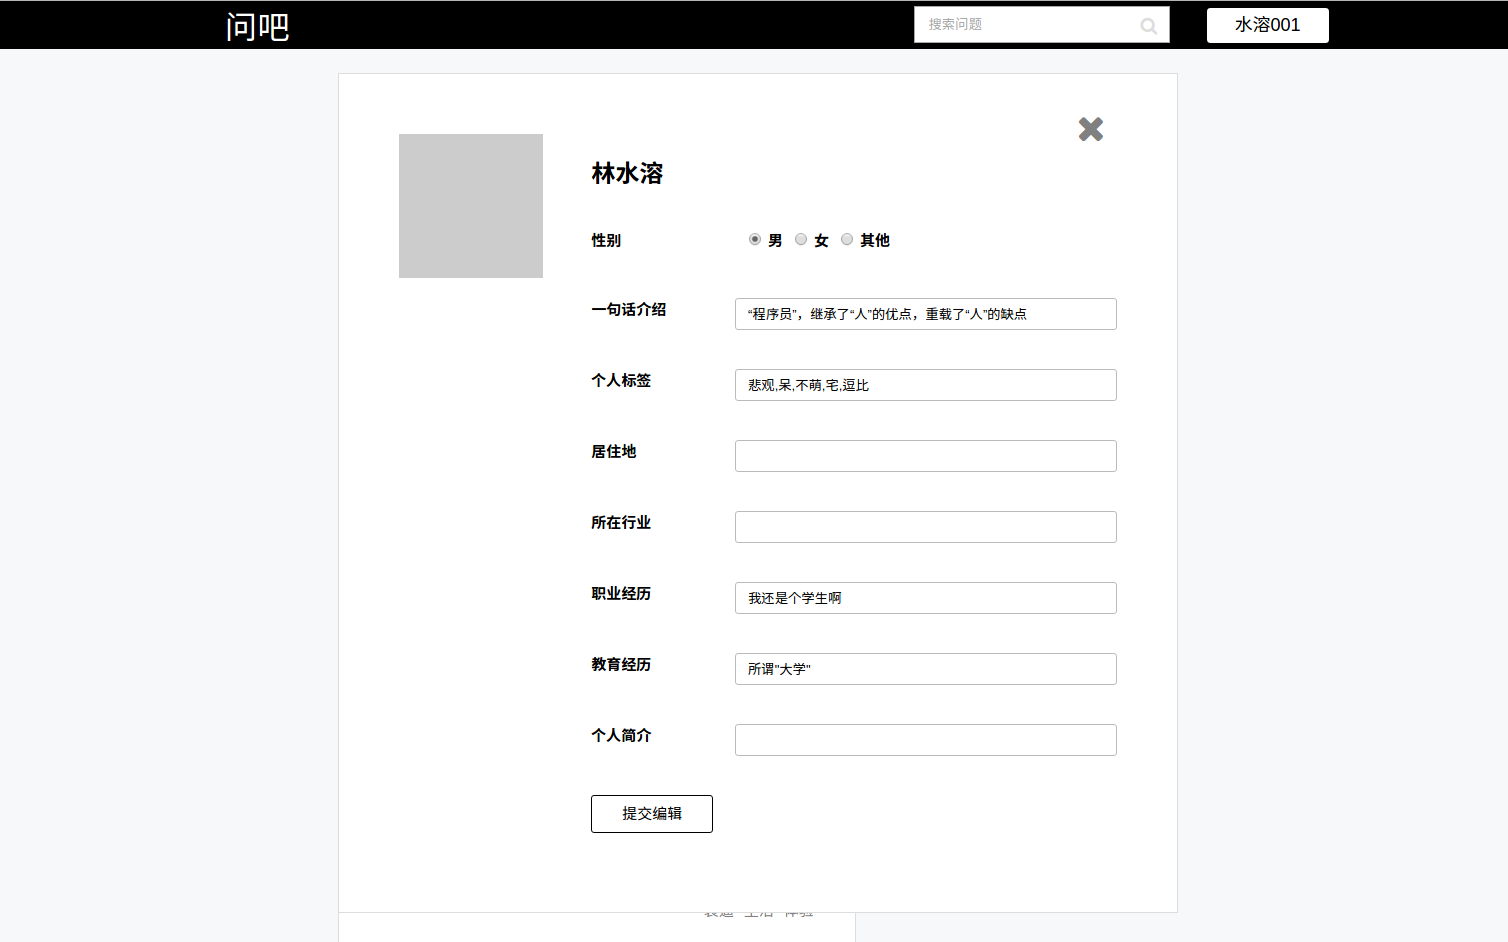 问吧
搜索问题
水溶001
林水溶
性别 男 女 其他
一句话介绍 “程序员”，继承了“人”的优点，重载了“人”的缺点
个人标签 悲观,呆,不萌,宅,逗比
居住地
所在行业
职业经历 我还是个学生啊
教育经历 所谓"大学"
个人简介
提交编辑